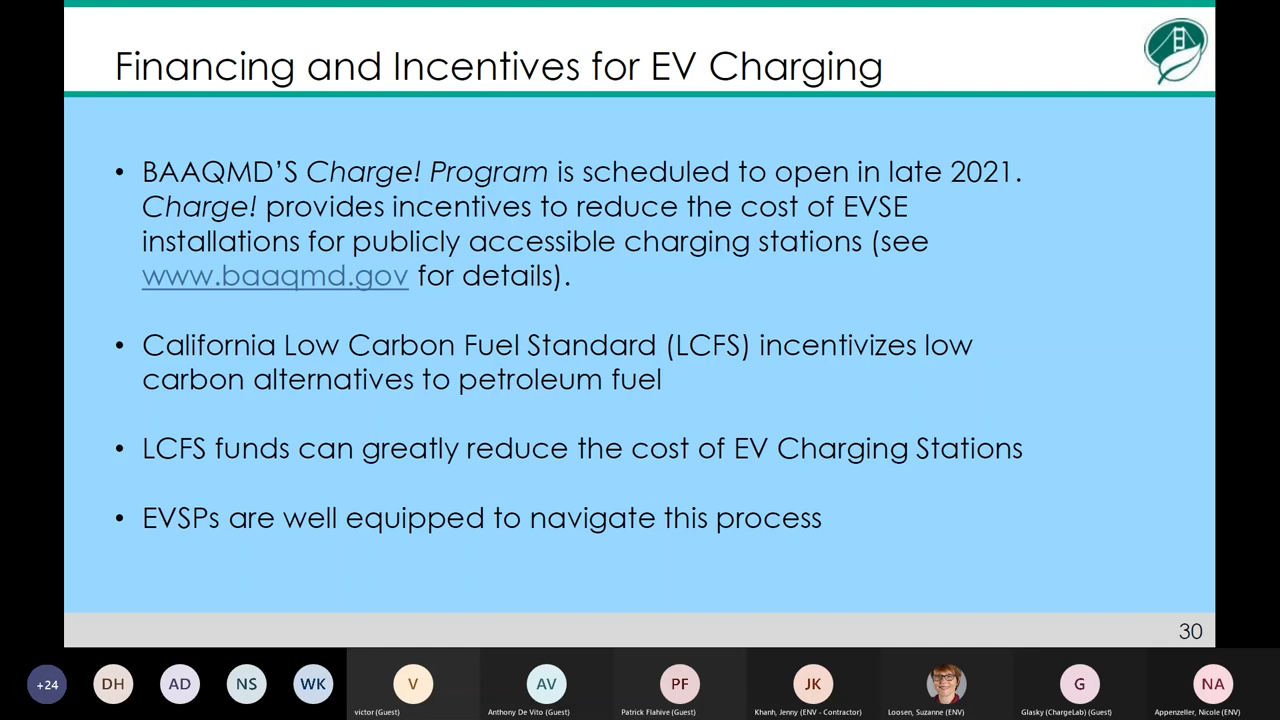 Financing and Incentives for EV Charging
• BAAQMD'S Charge! Program is scheduled to open in late 2021.
Charge! provides incentives to reduce the cost of EVSE
installations for publicly accessible charging stations (see
www.baaqmd.gov for details).
• California Low Carbon Fuel Standard (LCFS) incentivizes low
carbon alternatives to petroleum fuel
• LCFS funds can greatly reduce the cost of EV Charging Stations
• EVSPs are well equipped to navigate this process
30
+24 DH AD NS WK V AV PF JK G NA
victor (Guest) Anthony De Vito (Guest) Patrick Flahive (Guest) Khanh, Jenny (ENV - Contractor) Loosen, Suzanne (ENV) Glasky (ChargeLab) (Guest) Appenzeller, Nicole (ENV)